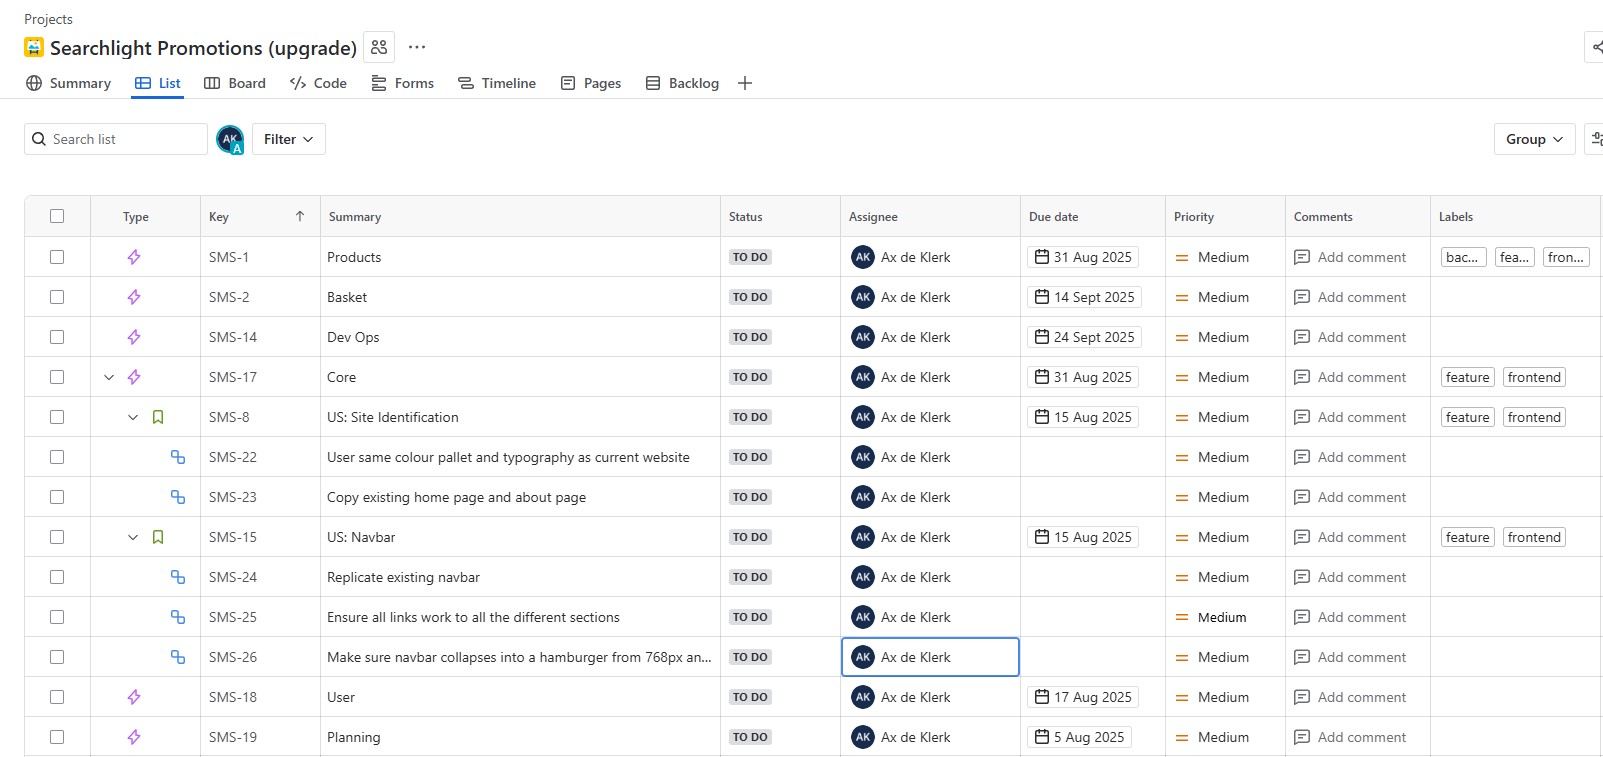 Projects
Searchlight Promotions (upgrade)
Summary List Board Code Forms Timeline Pages Backlog
Search list AK A Filter Group
Type Key Summary Status Assignee Due date Priority Comments Labels
SMS-1 Products TO DO AK Ax de Klerk 31 Aug 2025 Medium Add comment bac... fea... fron...
SMS-2 Basket TO DO AK Ax de Klerk 14 Sept 2025 Medium Add comment
SMS-14 Dev Ops TO DO AK Ax de Klerk 24 Sept 2025 Medium Add comment
SMS-17 Core TO DO AK Ax de Klerk 31 Aug 2025 Medium Add comment feature frontend
SMS-8 US: Site Identification TO DO AK Ax de Klerk 15 Aug 2025 Medium Add comment feature frontend
SMS-22 User same colour pallet and typography as current website TO DO AK Ax de Klerk Medium Add comment
SMS-23 Copy existing home page and about page TO DO AK Ax de Klerk Medium Add comment
SMS-15 US: Navbar TO DO AK Ax de Klerk 15 Aug 2025 Medium Add comment feature frontend
SMS-24 Replicate existing navbar TO DO AK Ax de Klerk Medium Add comment
SMS-25 Ensure all links work to all the different sections TO DO AK Ax de Klerk Medium Add comment
SMS-26 Make sure navbar collapses into a hamburger from 768px an... TO DO AK Ax de Klerk Medium Add comment
SMS-18 User TO DO AK Ax de Klerk 17 Aug 2025 Medium Add comment
SMS-19 Planning TO DO AK Ax de Klerk 5 Aug 2025 Medium Add comment